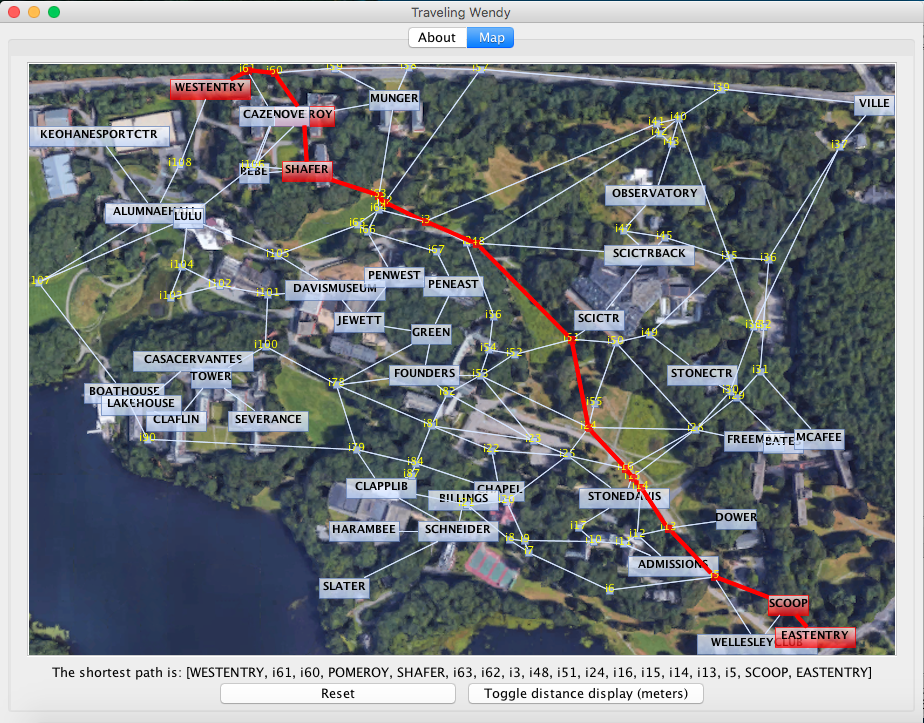 Traveling Wendy
About Map
i61 i60 i59 i58 i57
WESTENTRY
i39
MUNGER
VILLE
CAZENOVE ROY
i41 i40
KEOHANESPORTCTR
i42
i43
i37
i108
i106
BEBE
SHAFER
i63
OBSERVATORY
i62
i64
ALUMNAEHALL
LULU
i3
i65
i66
i47
i45
i48
i67
i105
SCICTRBACK
i35 i36
i104
PENWEST
107
i102
PENEAST
i103
i101
DAVISMUSEUM
i56
JEWETT
SCICTR
GREEN
i51
i50
i49
i100
i54
i52
CASACERVANTES
TOWER
FOUNDERS
i53
STONECTR
i31
i78
BOATHOUSE
i82
i30
i29
LAKEHOUSE
i55
CLAFLIN
SEVERANCE
i81
i24
i26
i90
i23
FREEM BATES MCAFEE
i79
i22
i25
i84
i16
i87
i15
CLAPPLIB
CHAPEL
i14
BILLINGS
STONEDAVIS
DOWER
HARAMBEE
SCHNEIDER
i17
i13
i12
i8 i9
i10
i11
i7
ADMISSIONS
i5
SLATER
i6
SCOOP
EASTENTRY
WELLESLEYCLUB
The shortest path is: [WESTENTRY, i61, i60, POMEROY, SHAFER, i63, i62, i3, i48, i51, i24, i16, i15, i14, i13, i5, SCOOP, EASTENTRY]
Reset
Toggle distance display (meters)